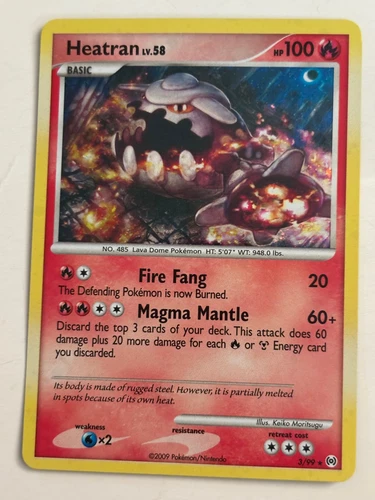 Heatran LV.58 HP 100
BASIC
NO. 485 Lava Dome Pokémon HT: 5'07" WT: 948.0 lbs.
Fire Fang 20
The Defending Pokémon is now Burned.
Magma Mantle 60+
Discard the top 3 cards of your deck. This attack does 60
damage plus 20 more damage for each or Energy card
you discarded.
Its body is made of rugged steel. However, it is partially melted
in spots because of its own heat.
Illus. Keiko Moritsugu
weakness resistance retreat cost
×2
©2009 Pokémon/Nintendo
3/99